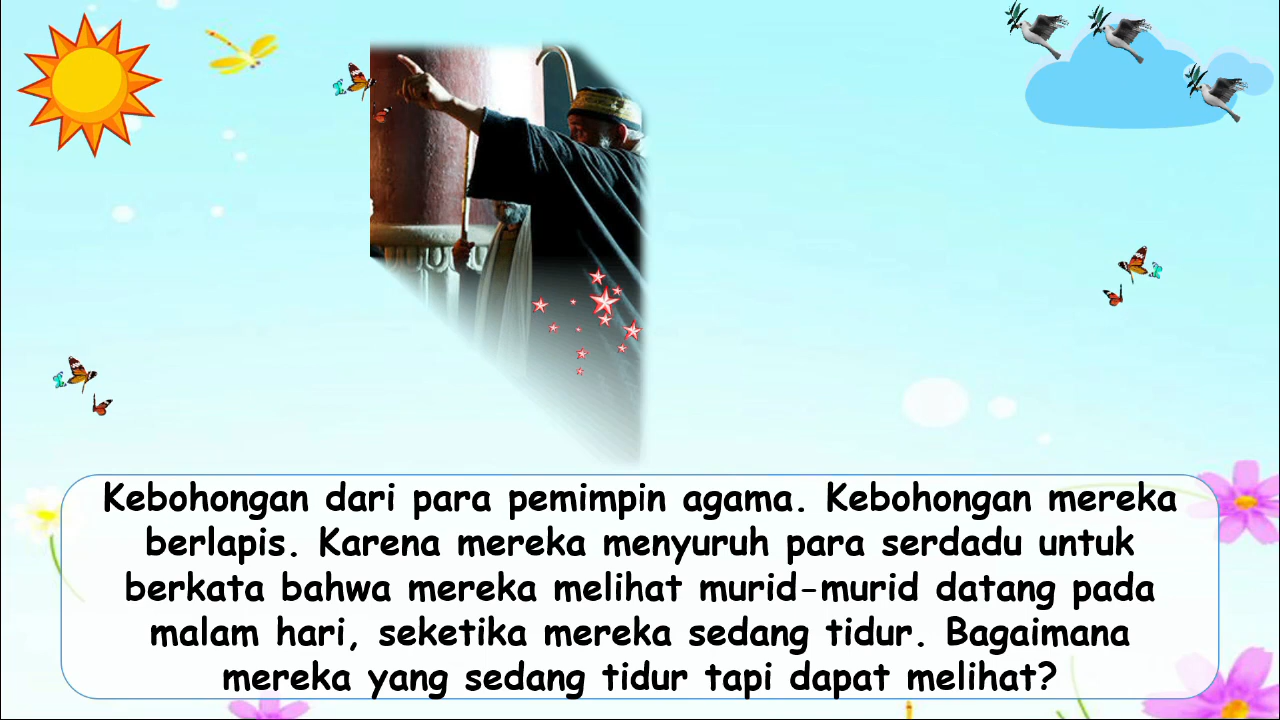 Kebohongan dari para pemimpin agama. Kebohongan mereka
berlapis. Karena mereka menyuruh para serdadu untuk
berkata bahwa mereka melihat murid-murid datang pada
malam hari, seketika mereka sedang tidur. Bagaimana
mereka yang sedang tidur tapi dapat melihat?